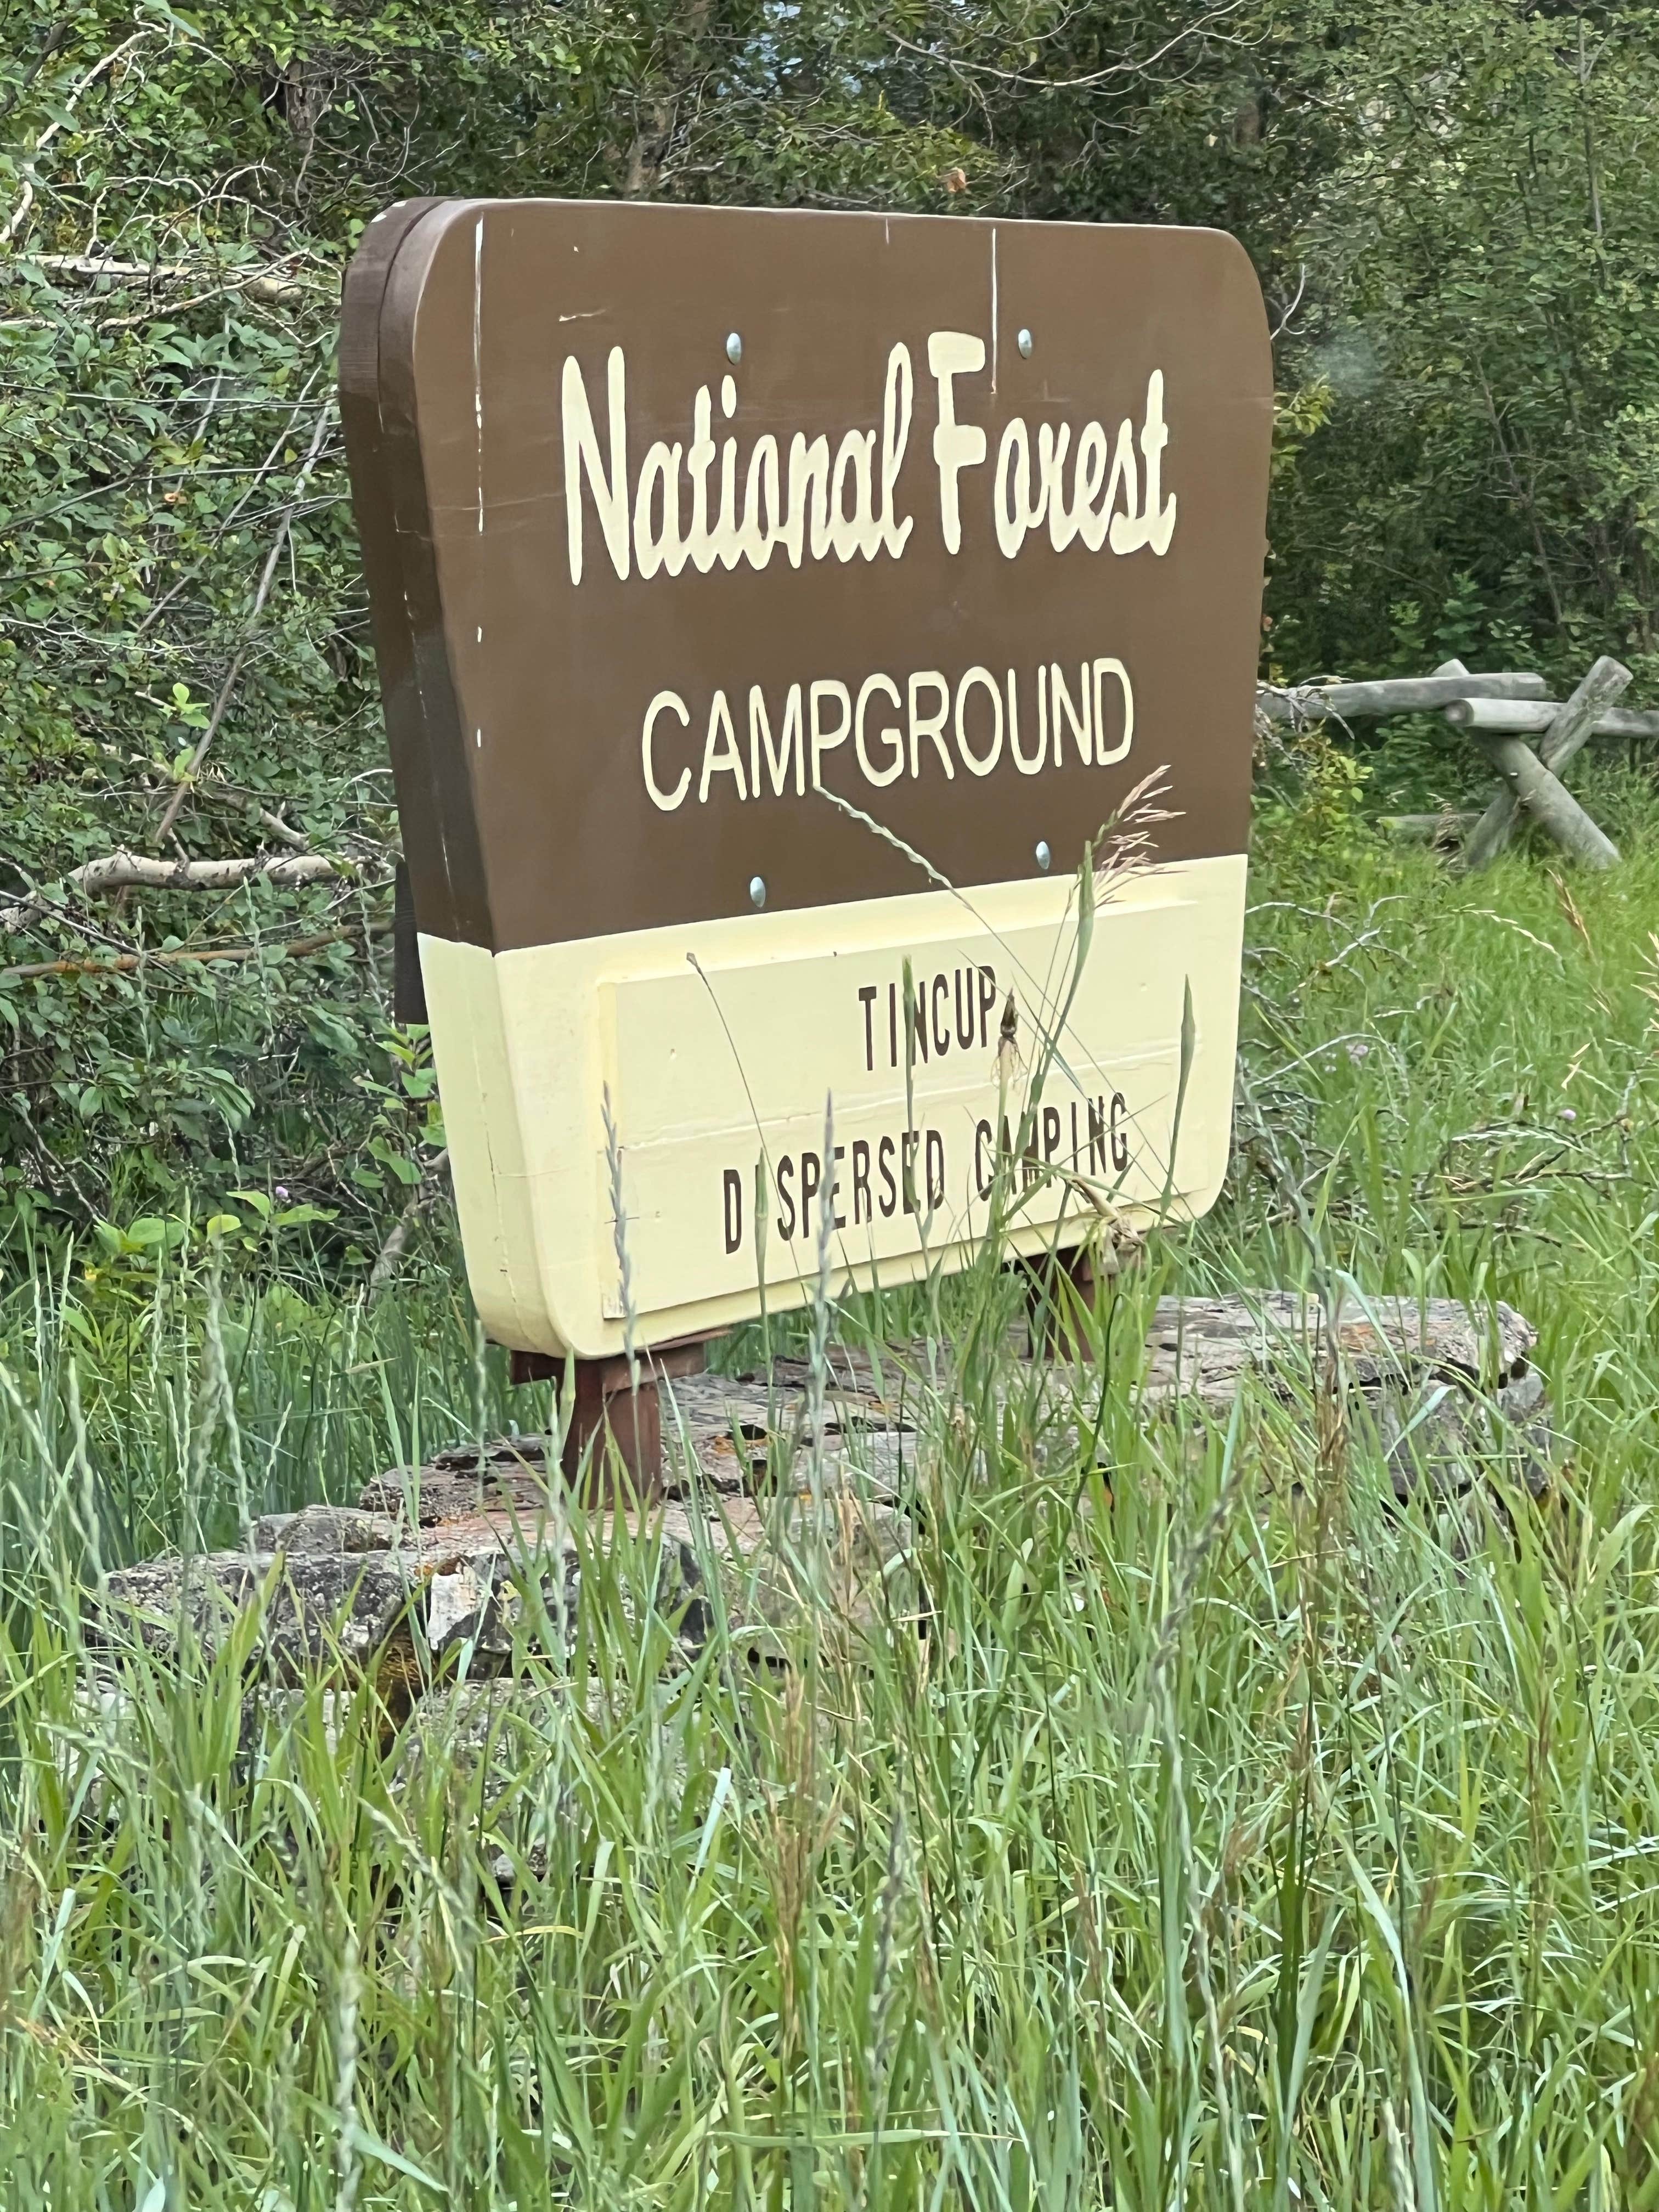 National Forest
CAMPGROUND
TINCUP
DISPERSED CAMPING